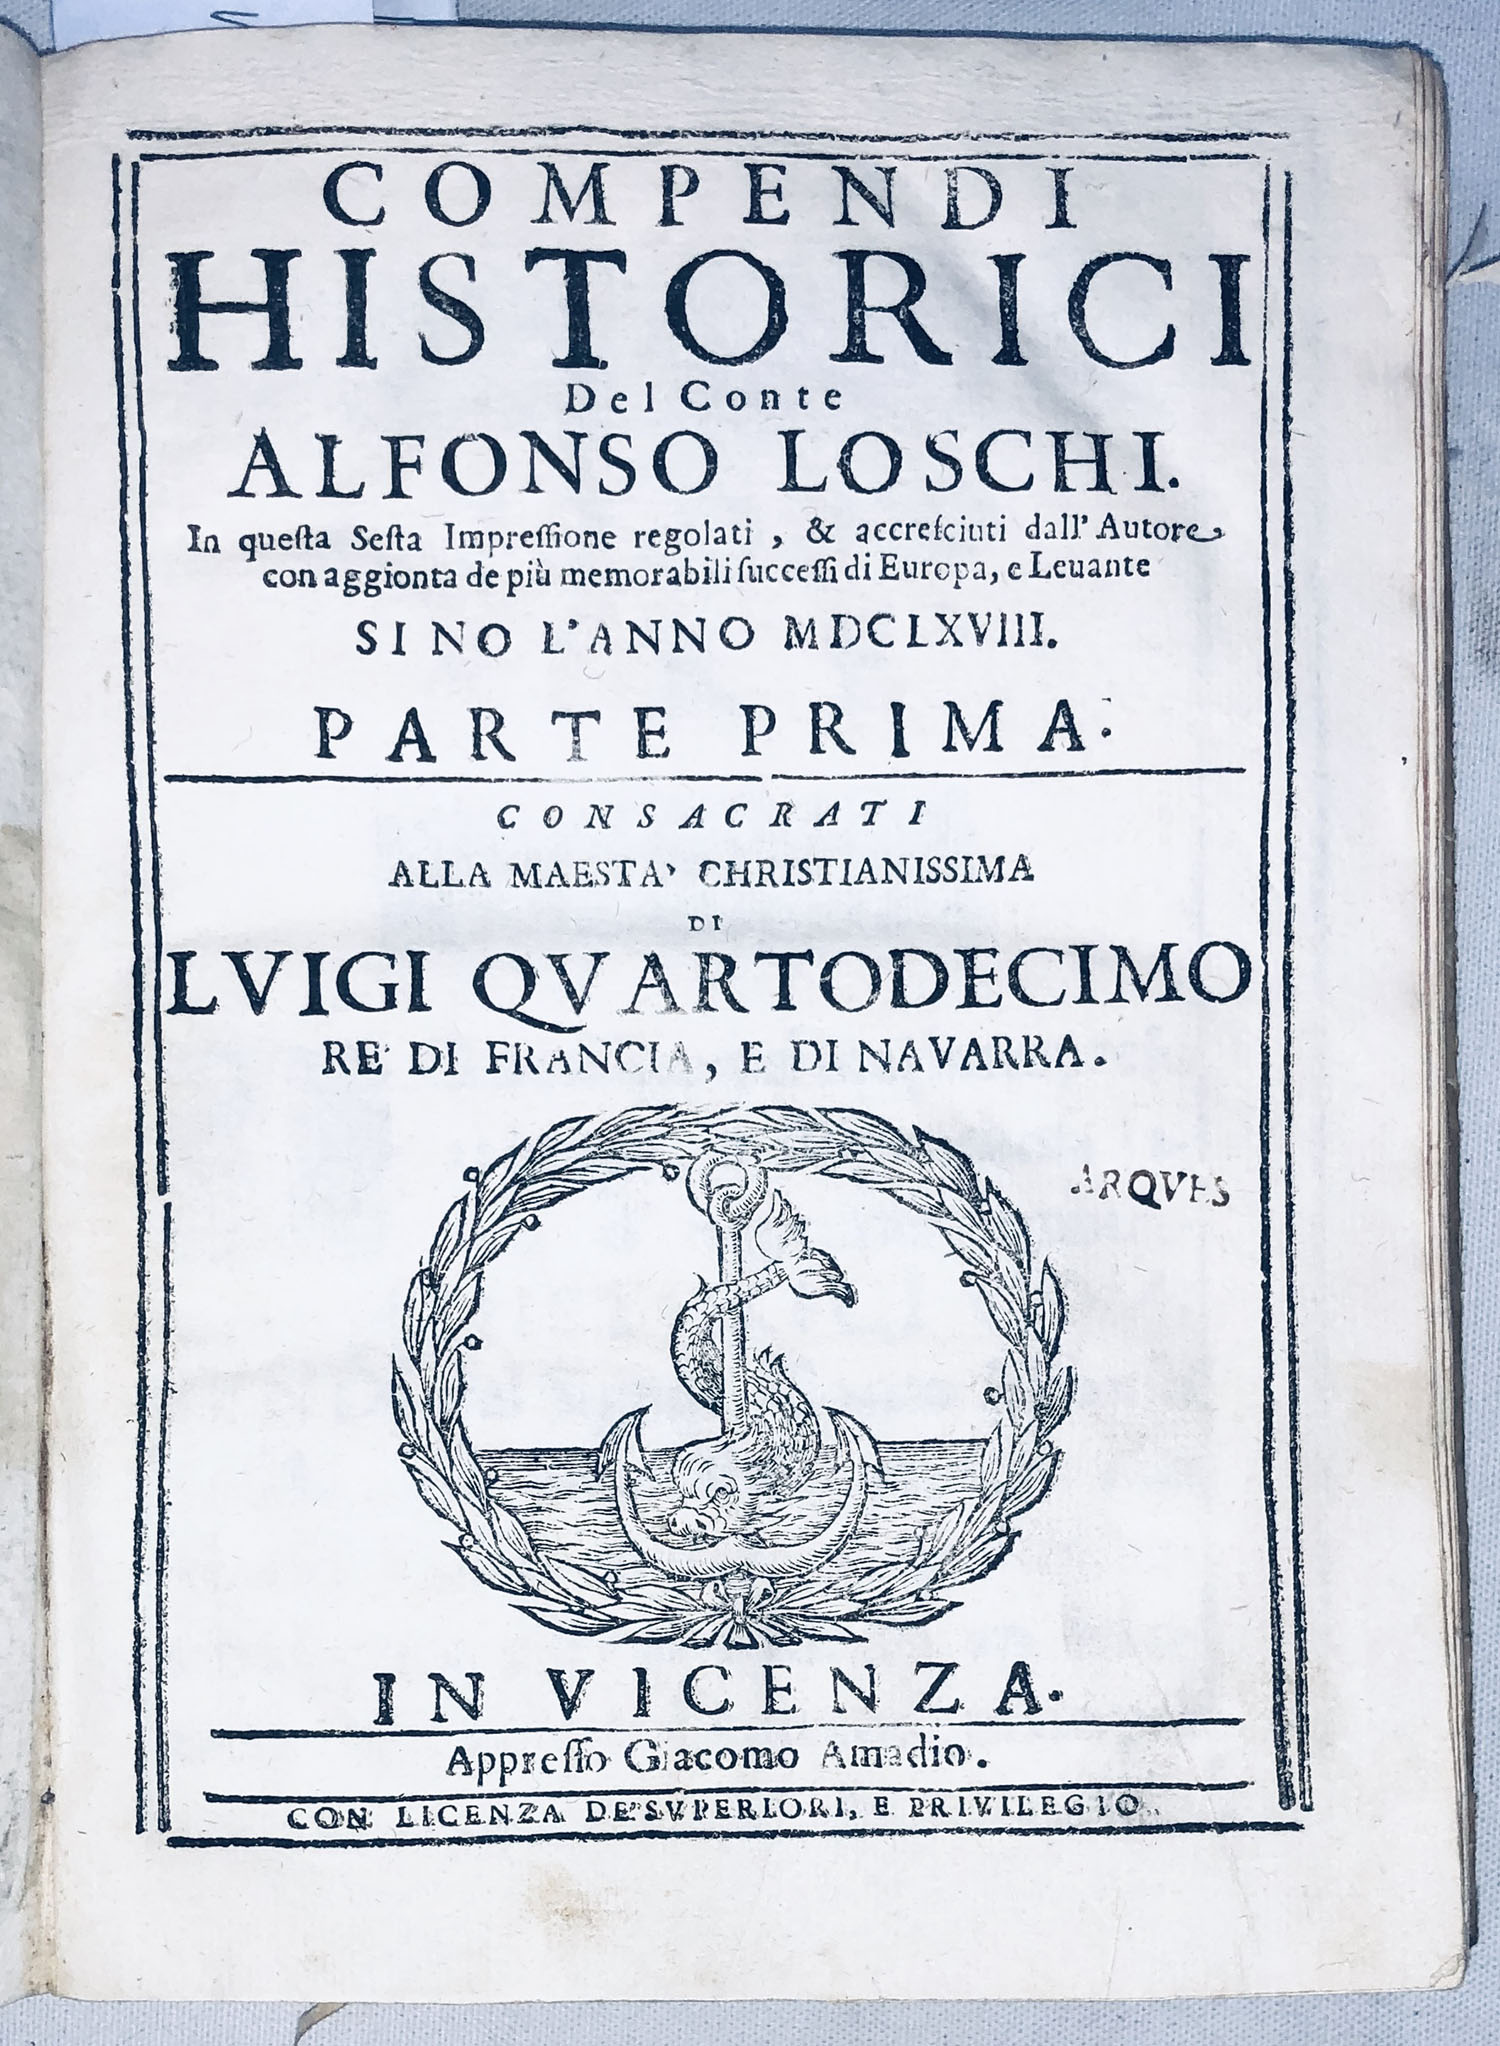 COMPENDI
HISTORICI
Del Conte
ALFONSO LOSCHI.
In queſta Seſta Impreſſione regolati, & accreſciuti dall' Autore,
con aggionta de più memorabili ſucceſſi di Europa, e Leuante
SINO L'ANNO MDCLXVIII.
PARTE PRIMA.
CONSACRATI
ALLA MAESTA' CHRISTIANISSIMA
DI
LVIGI QVARTODECIMO
RE' DI FRANCIA, E DI NAVARRA.
ARQVES
IN VICENZA.
Appreſſo Giacomo Amadio.
CON LICENZA DE' SVPERIORI, E PRIVILEGIO.